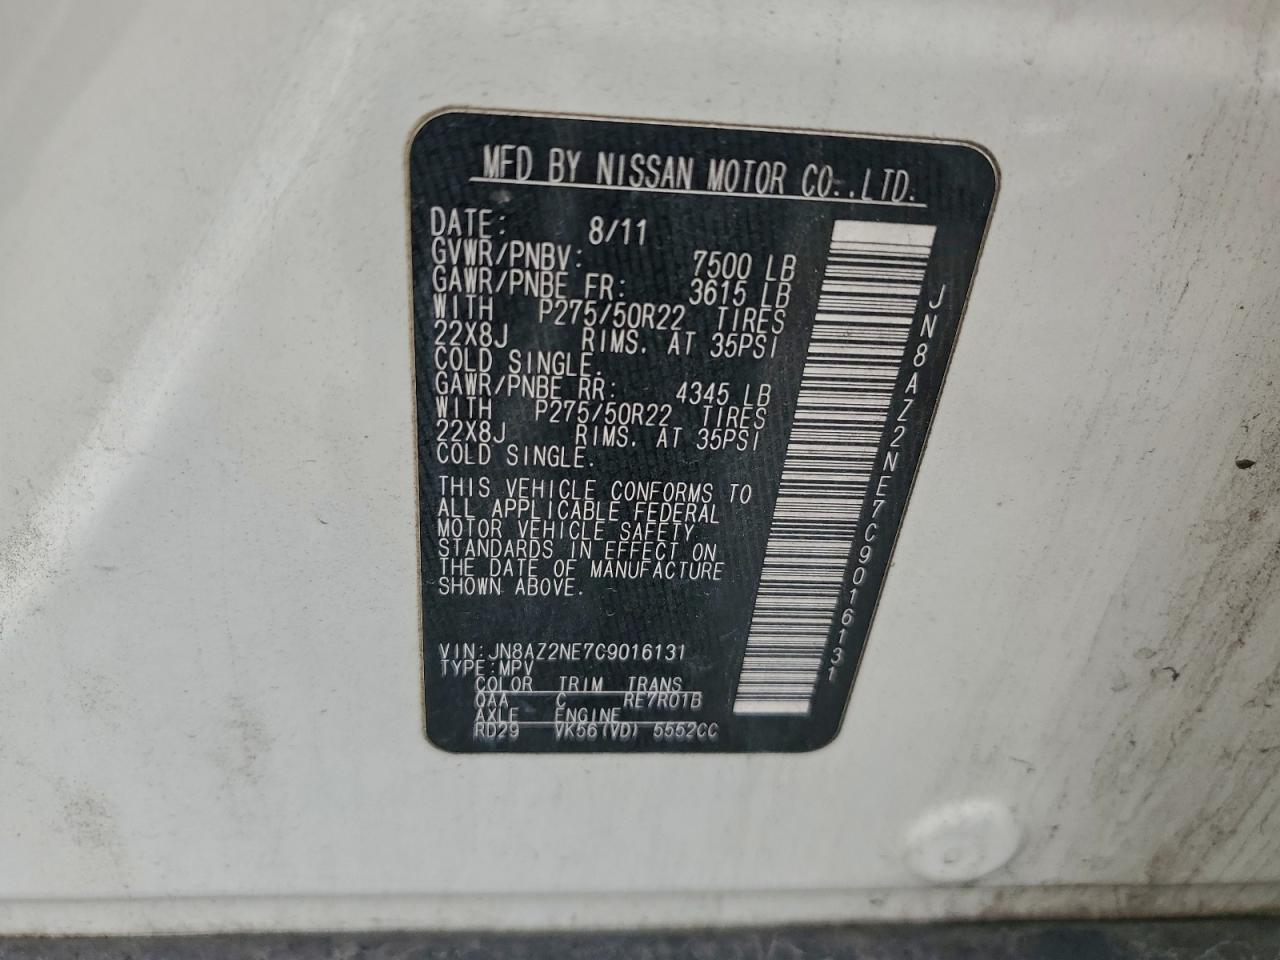 MFD BY NISSAN MOTOR CO.,LTD.
DATE: 8/11
GVWR/PNBV: 7500 LB
GAWR/PNBE FR: 3615 LB
WITH P275/50R22 TIRES
22X8J RIMS. AT 35PSI
COLD SINGLE.
GAWR/PNBE RR: 4345 LB
WITH P275/50R22 TIRES
22X8J RIMS. AT 35PSI
COLD SINGLE.
THIS VEHICLE CONFORMS TO
ALL APPLICABLE FEDERAL
MOTOR VEHICLE SAFETY
STANDARDS IN EFFECT ON
THE DATE OF MANUFACTURE
SHOWN ABOVE.
VIN:JN8AZ2NE7C9016131
TYPE:MPV
COLOR TRIM TRANS
QAA C RE7R01B
AXLE ENGINE
RD29 VK56(VD) 5552CC
JN8AZ2NE7C9016131